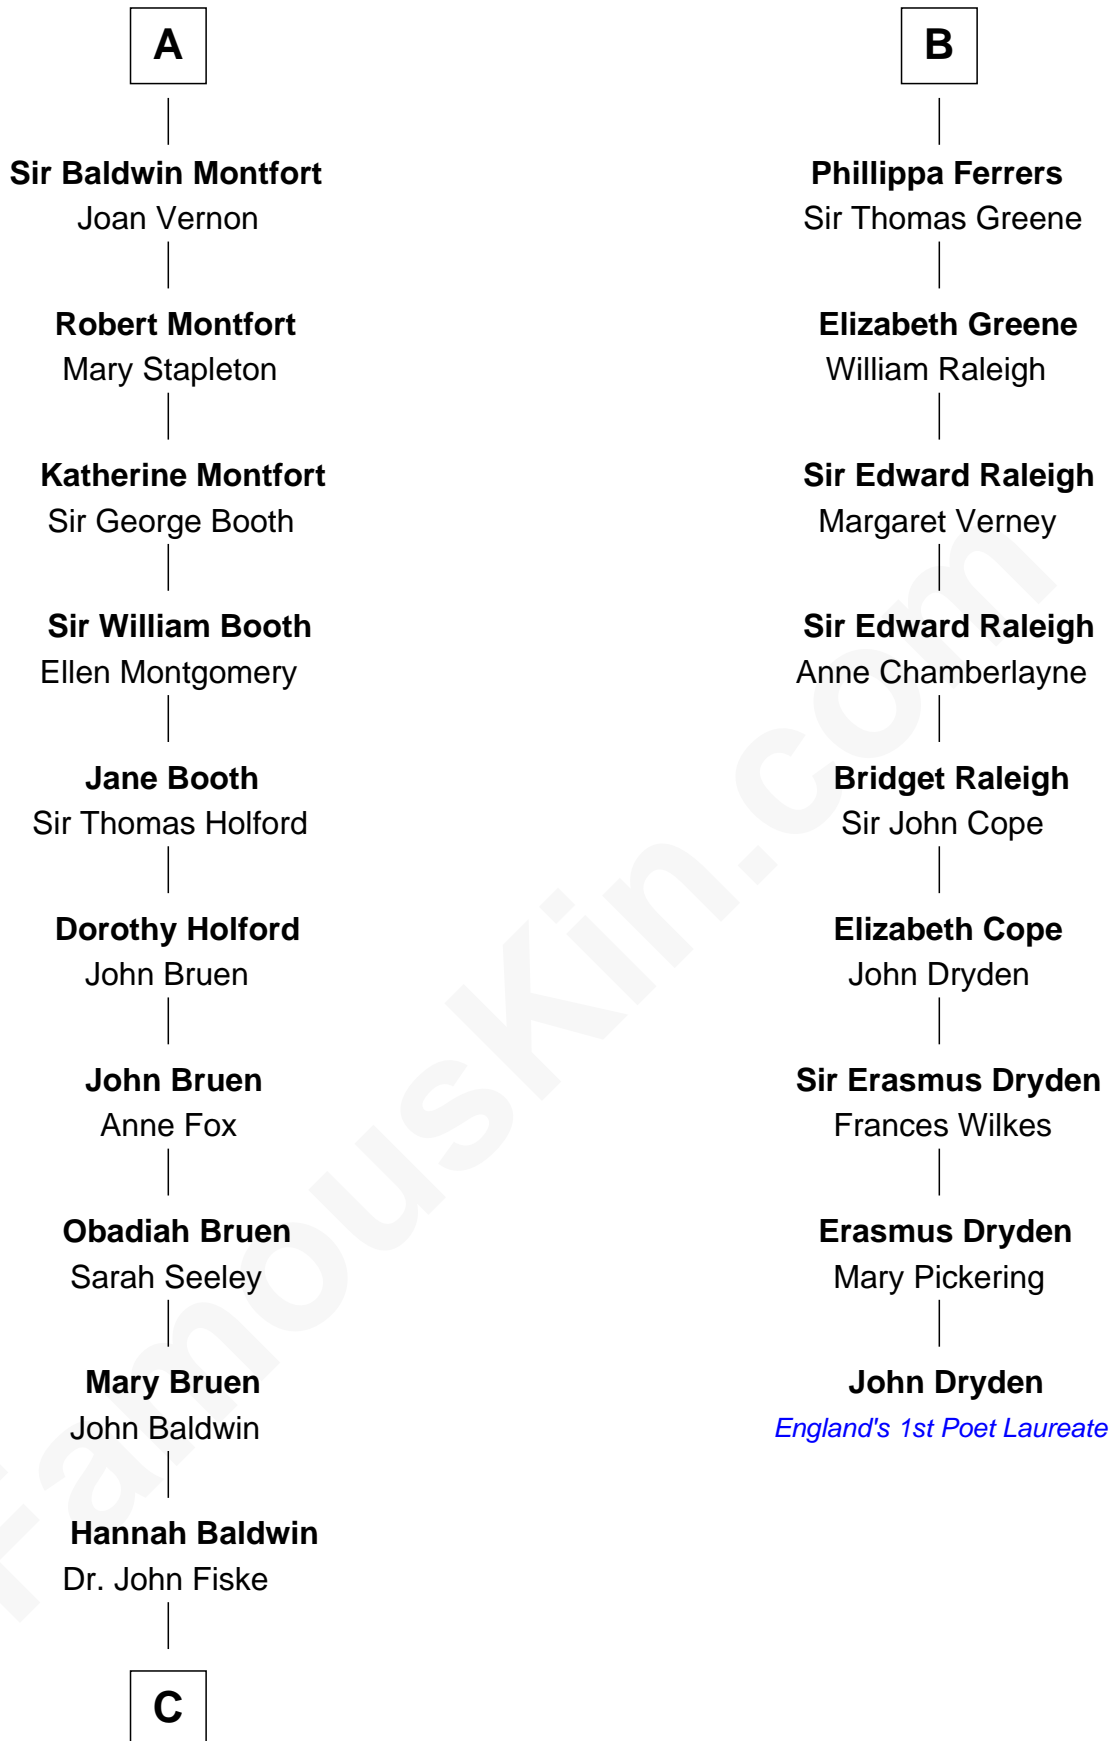 A
Sir Baldwin Montfort
Joan Vernon
Robert Montfort
Mary Stapleton
Katherine Montfort
Sir George Booth
Sir William Booth
Ellen Montgomery
Jane Booth
Sir Thomas Holford
Dorothy Holford
John Bruen
John Bruen
Anne Fox
Obadiah Bruen
Sarah Seeley
Mary Bruen
John Baldwin
Hannah Baldwin
Dr. John Fiske
C
B
Phillippa Ferrers
Sir Thomas Greene
Elizabeth Greene
William Raleigh
Sir Edward Raleigh
Margaret Verney
Sir Edward Raleigh
Anne Chamberlayne
Bridget Raleigh
Sir John Cope
Elizabeth Cope
John Dryden
Sir Erasmus Dryden
Frances Wilkes
Erasmus Dryden
Mary Pickering
John Dryden
England's 1st Poet Laureate
FamousKin.com